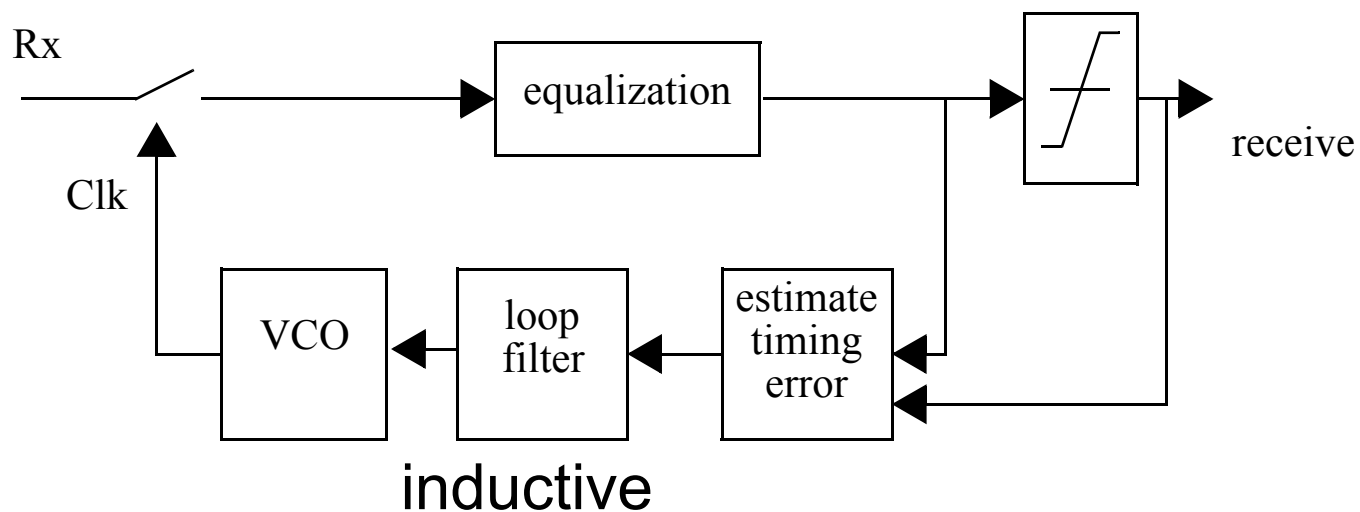 Rx
equalization
receive
Clk
VCO
loop
filter
estimate
timing
error
inductive